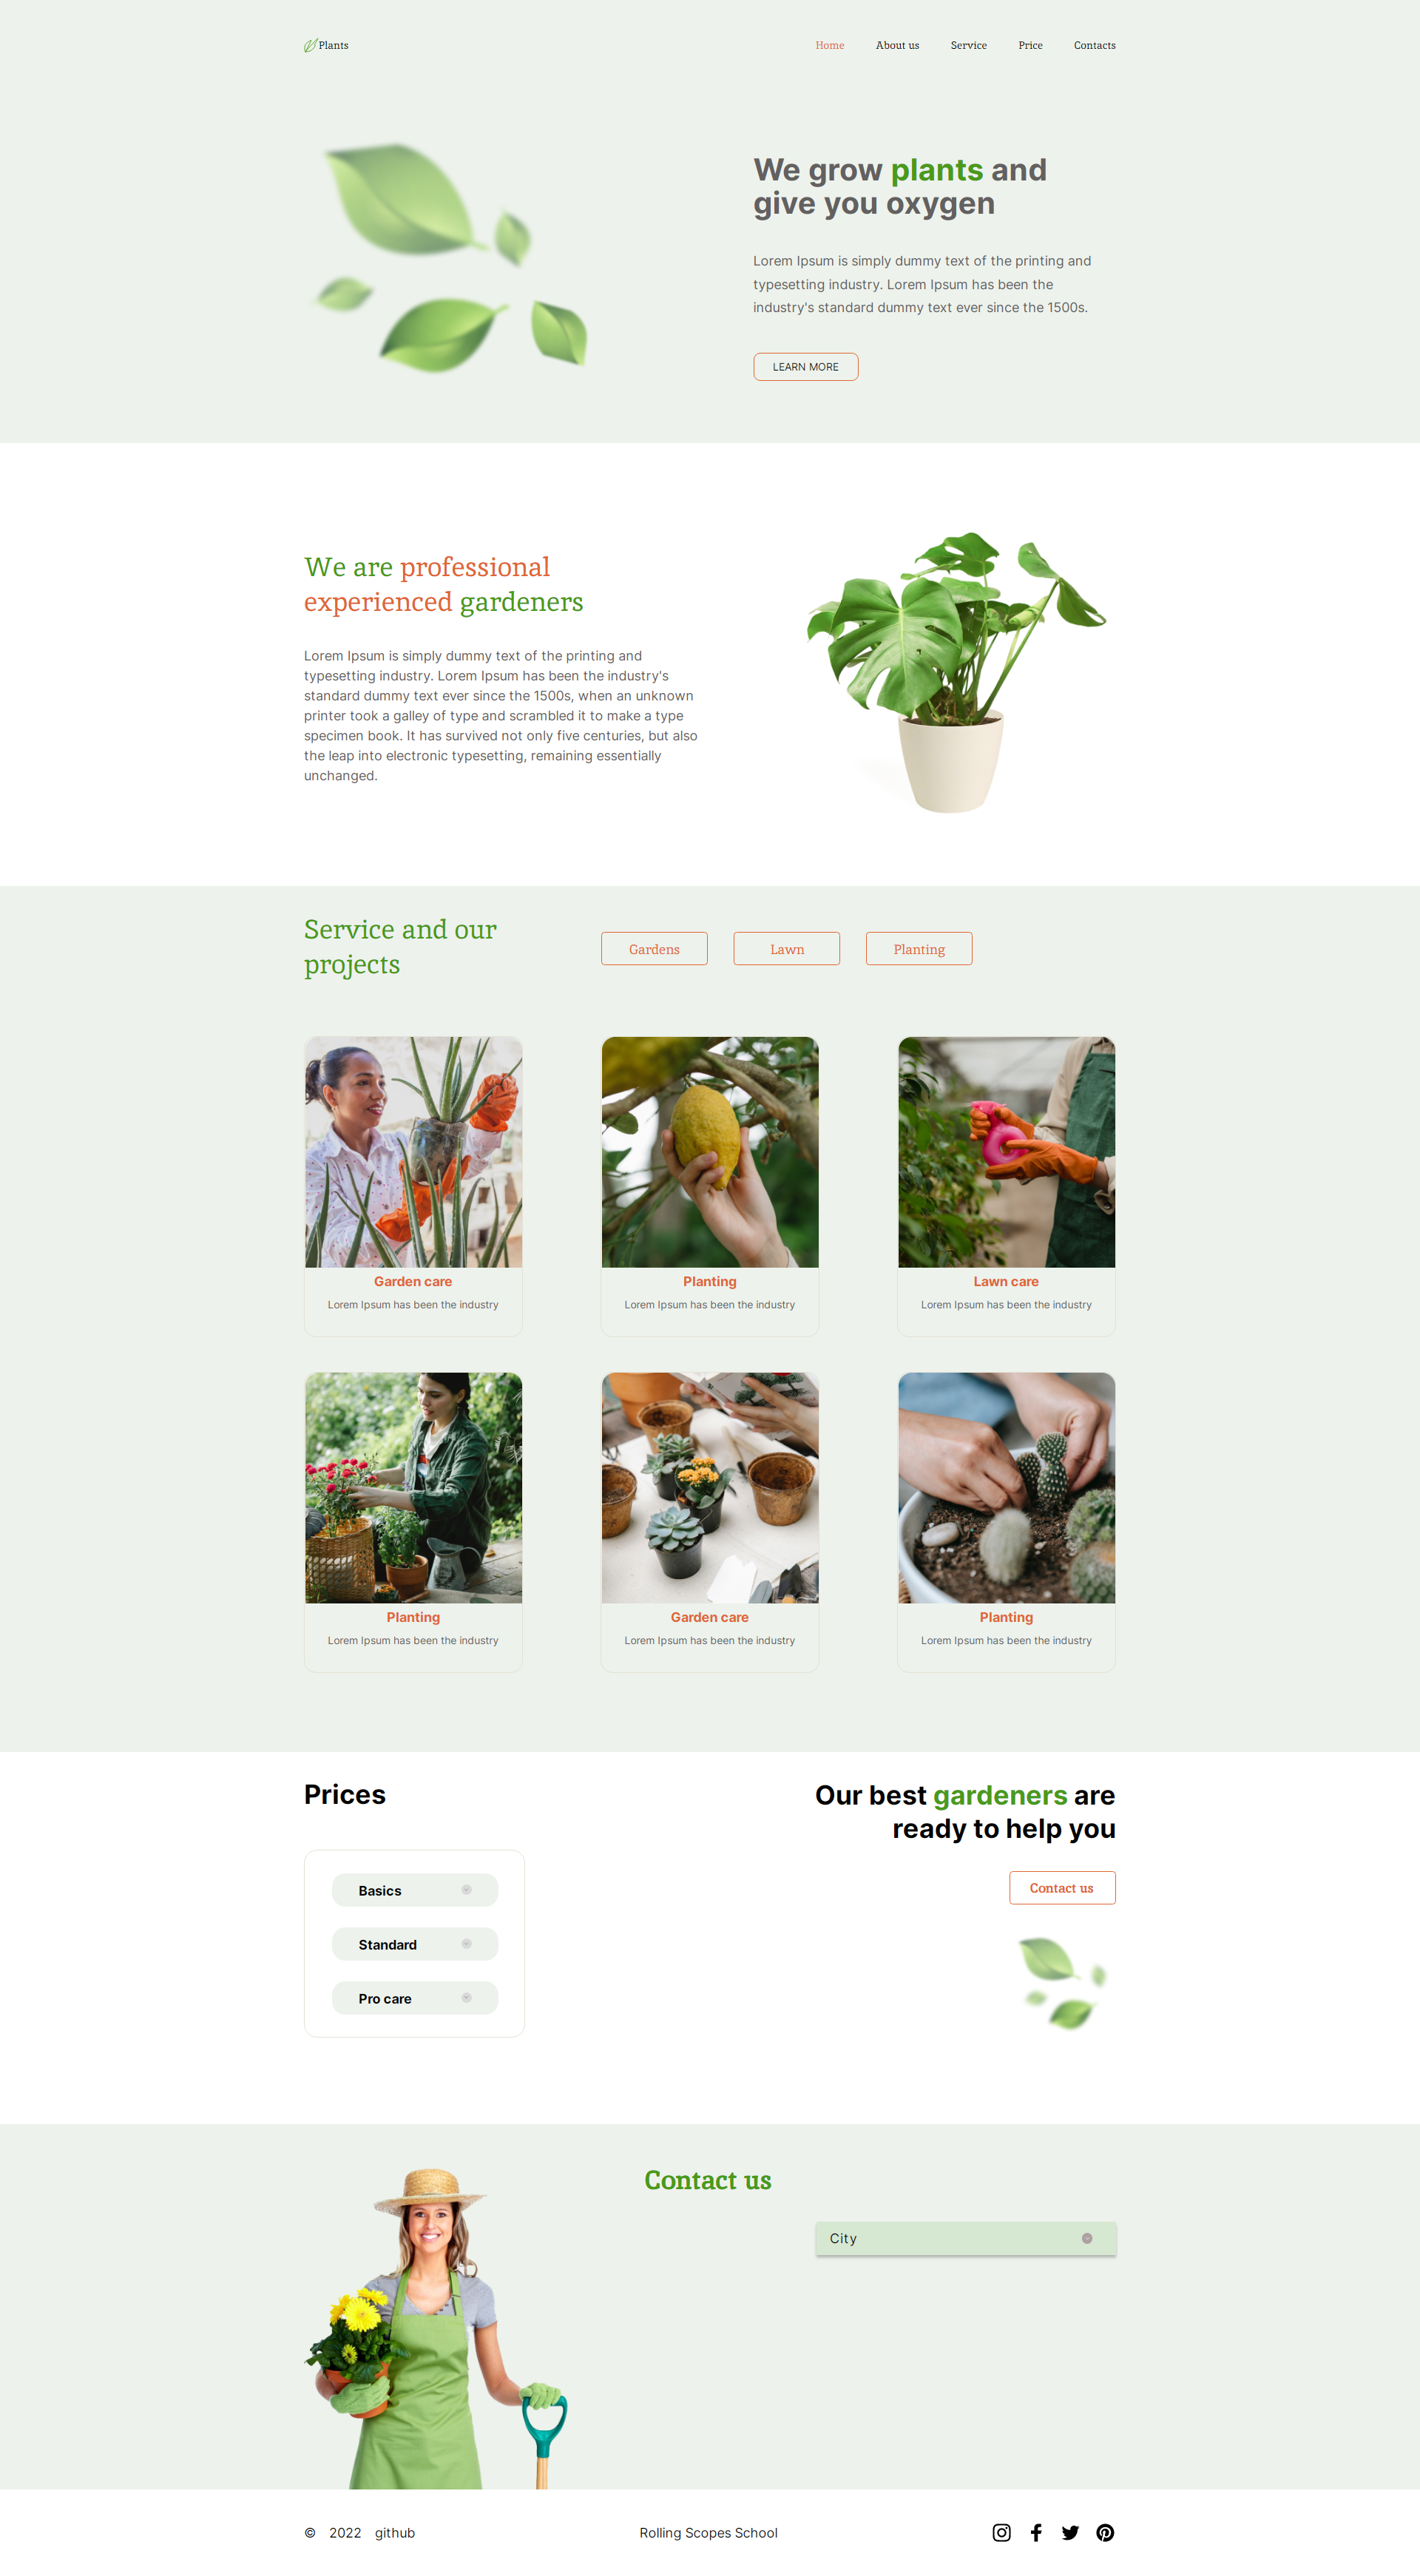 Plants
Home
About us
Service
Price
Contacts
We grow plants and
give you oxygen
Lorem Ipsum is simply dummy text of the printing and
typesetting industry. Lorem Ipsum has been the
industry's standard dummy text ever since the 1500s.
LEARN MORE
We are professional
experienced gardeners
Lorem Ipsum is simply dummy text of the printing and
typesetting industry. Lorem Ipsum has been the industry's
standard dummy text ever since the 1500s, when an unknown
printer took a galley of type and scrambled it to make a type
specimen book. It has survived not only five centuries, but also
the leap into electronic typesetting, remaining essentially
unchanged.
Service and our
projects
Gardens
Lawn
Planting
Garden care
Lorem Ipsum has been the industry
Planting
Lorem Ipsum has been the industry
Lawn care
Lorem Ipsum has been the industry
Planting
Lorem Ipsum has been the industry
Garden care
Lorem Ipsum has been the industry
Planting
Lorem Ipsum has been the industry
Prices
Basics
Standard
Pro care
Our best gardeners are
ready to help you
Contact us
Contact us
City
© 2022 github
Rolling Scopes School